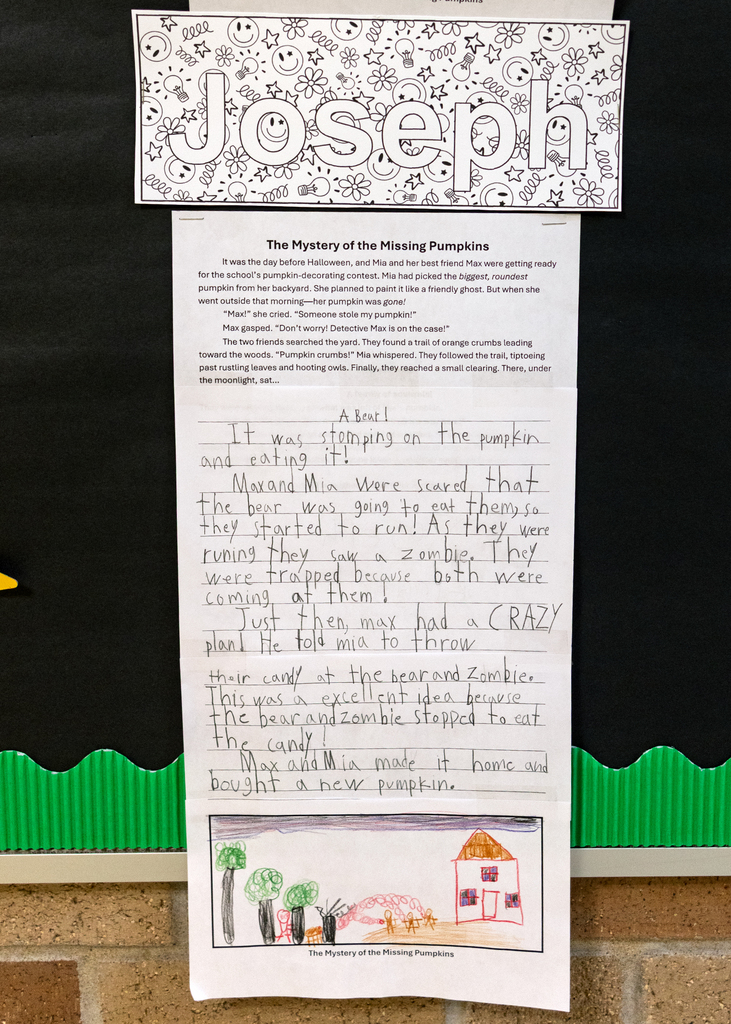 Joseph
The Mystery of the Missing Pumpkins
It was the day before Halloween, and Mia and her best friend Max were getting ready
for the school's pumpkin-decorating contest. Mia had picked the biggest, roundest
pumpkin from her backyard. She planned to paint it like a friendly ghost. But when she
went outside that morning—her pumpkin was gone!
"Max!" she cried. "Someone stole my pumpkin!"
Max gasped. "Don't worry! Detective Max is on the case!"
The two friends searched the yard. They found a trail of orange crumbs leading
toward the woods. "Pumpkin crumbs!" Mia whispered. They followed the trail, tiptoeing
past rustling leaves and hooting owls. Finally, they reached a small clearing. There, under
the moonlight, sat...
A Bear!
It was stomping on the pumpkin
and eating it!
Max and Mia were scared that
the bear was going to eat them, so
they started to run! As they were
runing they saw a zombie. They
were trapped because both were
coming at them!
Just then, max had a CRAZY
plan! He told mia to throw
their candy at the bear and zombie.
This was a excellent idea because
the bear and zombie stopped to eat
the candy!
Max and Mia made it home and
bought a new pumpkin.
The Mystery of the Missing Pumpkins